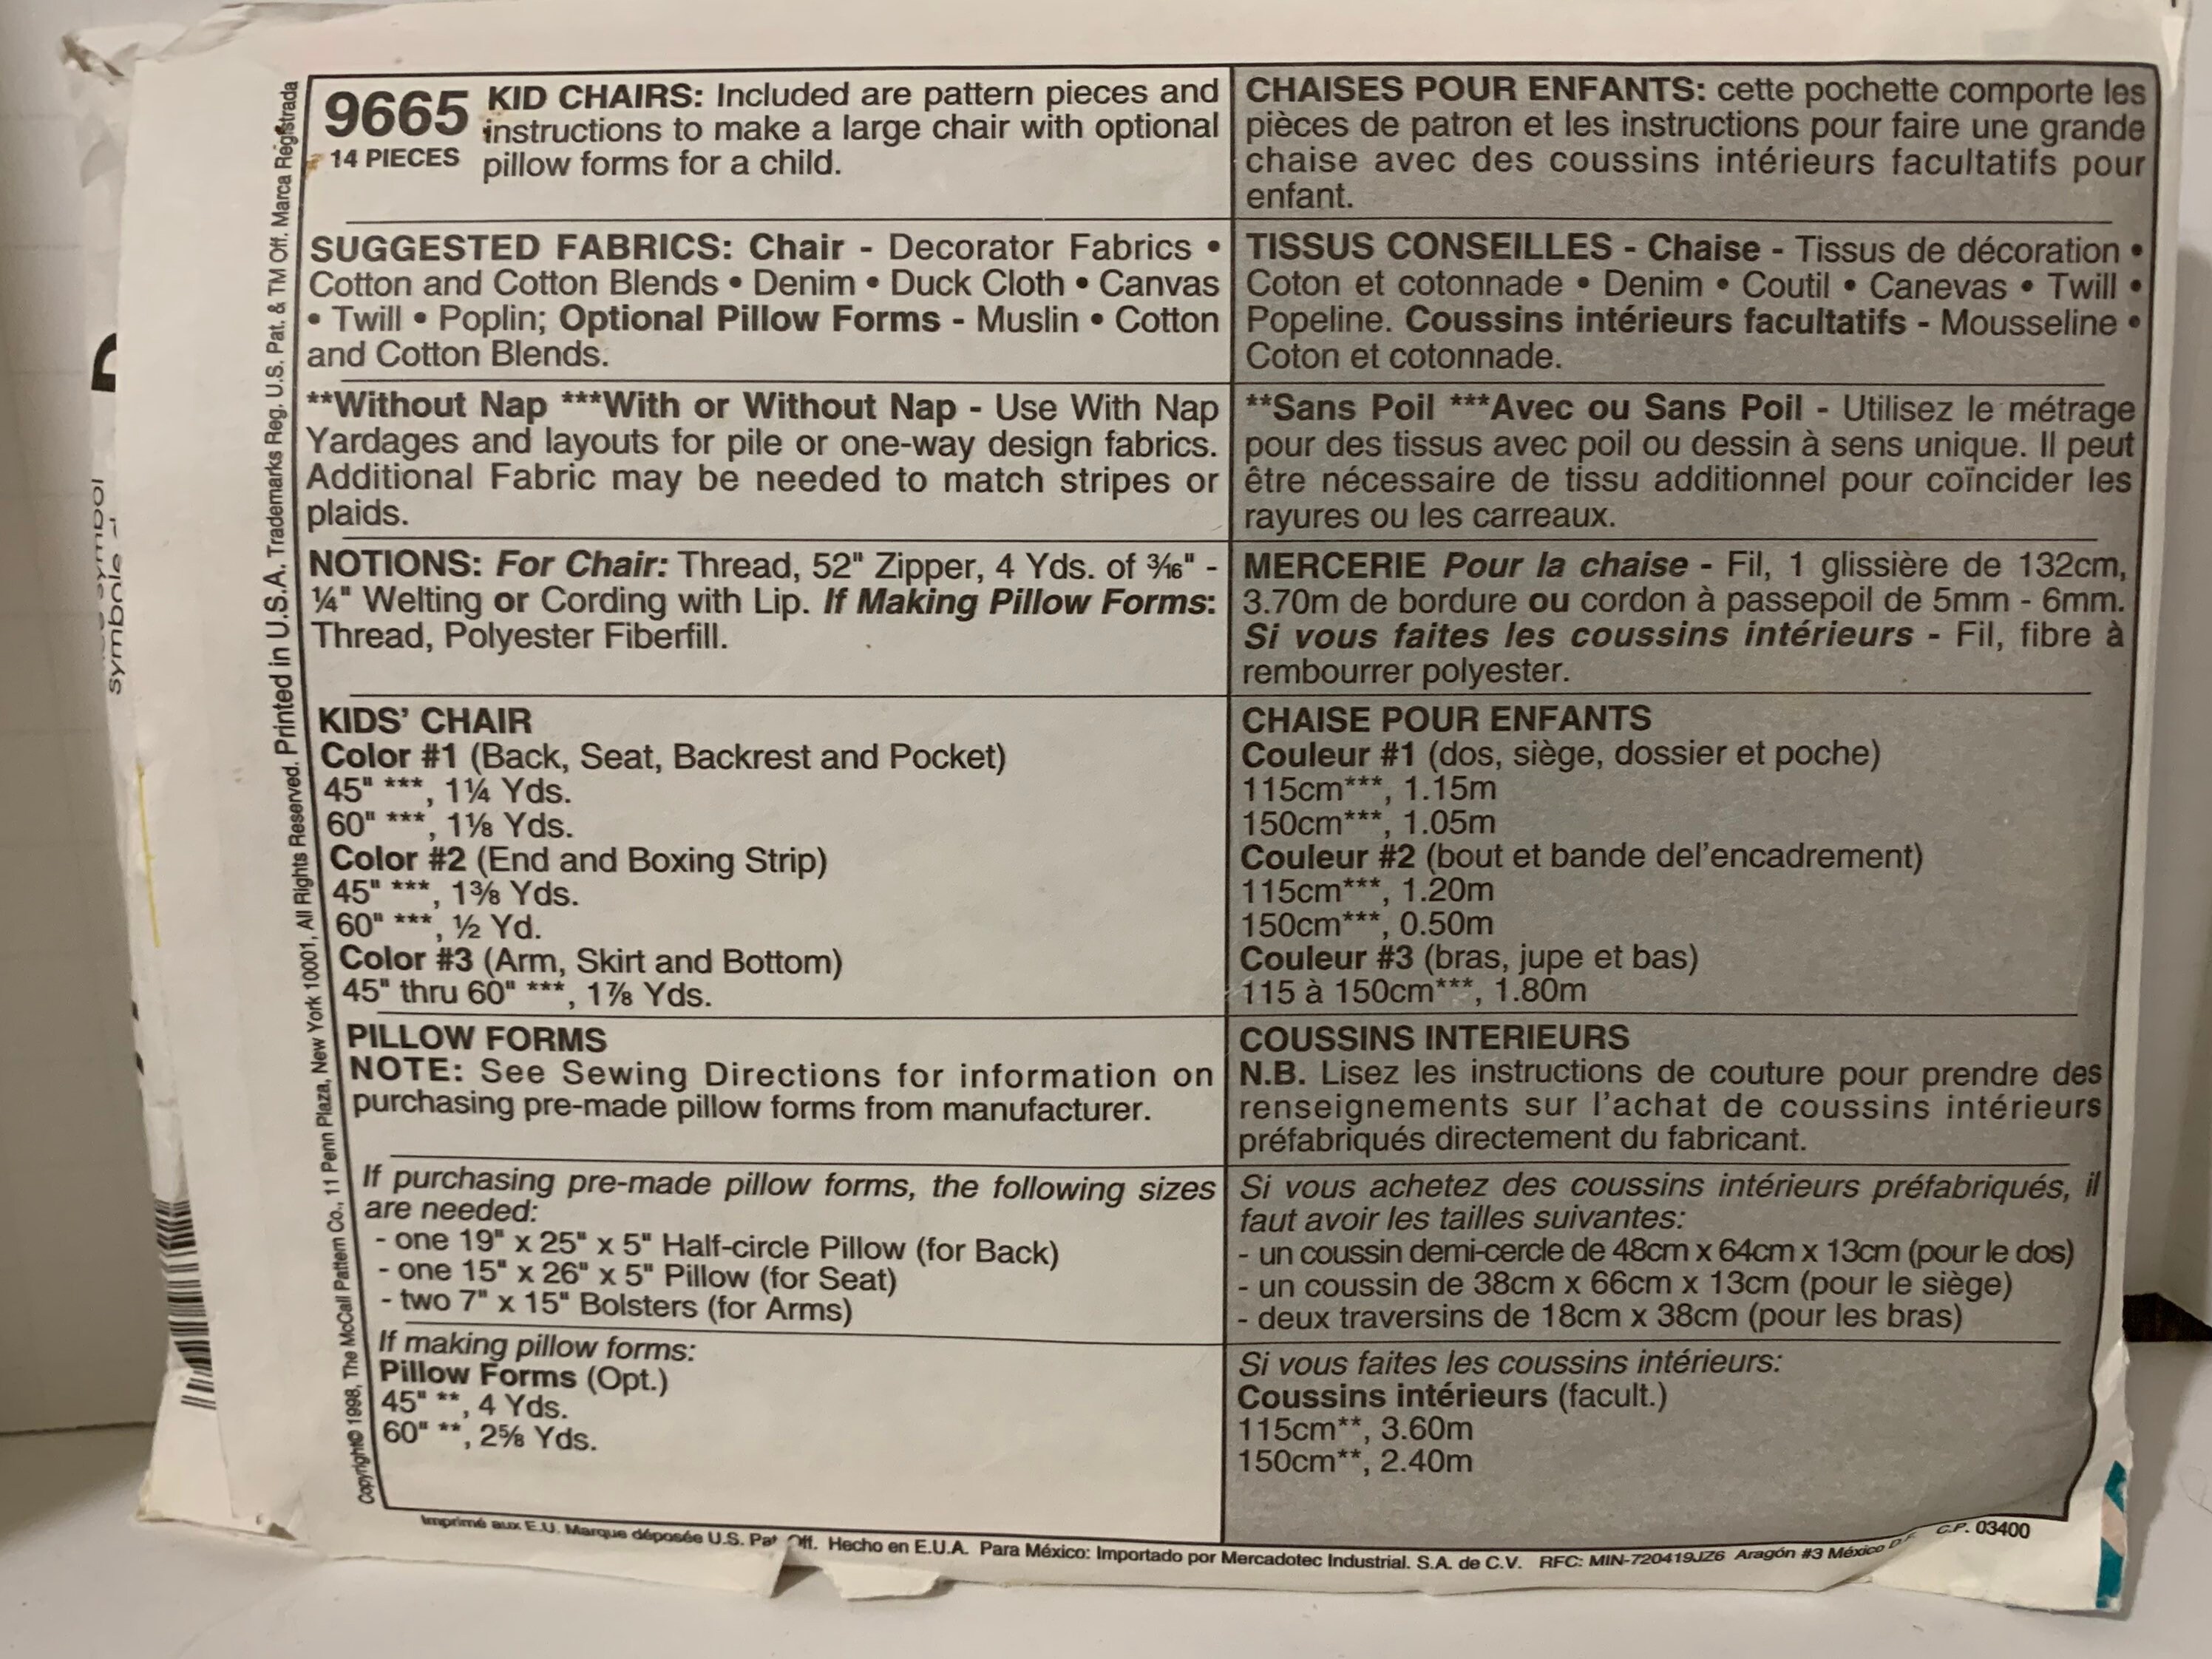 9665
14 PIECES
KID CHAIRS: Included are pattern pieces and
instructions to make a large chair with optional
pillow forms for a child.
SUGGESTED FABRICS: Chair - Decorator Fabrics •
Cotton and Cotton Blends • Denim • Duck Cloth • Canvas
• Twill • Poplin; Optional Pillow Forms - Muslin • Cotton
and Cotton Blends.
**Without Nap ***With or Without Nap - Use With Nap
Yardages and layouts for pile or one-way design fabrics.
Additional Fabric may be needed to match stripes or
plaids.
NOTIONS: For Chair: Thread, 52" Zipper, 4 Yds. of 3/16" -
¼" Welting or Cording with Lip. If Making Pillow Forms:
Thread, Polyester Fiberfill.
KIDS' CHAIR
Color #1 (Back, Seat, Backrest and Pocket)
45" ***, 1¼ Yds.
60" ***, 1⅛ Yds.
Color #2 (End and Boxing Strip)
45" ***, 1⅜ Yds.
60" ***, ½ Yd.
Color #3 (Arm, Skirt and Bottom)
45" thru 60" ***, 1⅞ Yds.
PILLOW FORMS
NOTE: See Sewing Directions for information on
purchasing pre-made pillow forms from manufacturer.
If purchasing pre-made pillow forms, the following sizes
are needed:
- one 19" x 25" x 5" Half-circle Pillow (for Back)
- one 15" x 26" x 5" Pillow (for Seat)
- two 7" x 15" Bolsters (for Arms)
If making pillow forms:
Pillow Forms (Opt.)
45" **, 4 Yds.
60" **, 2⅝ Yds.
CHAISES POUR ENFANTS: cette pochette comporte les
pièces de patron et les instructions pour faire une grande
chaise avec des coussins intérieurs facultatifs pour
enfant.
TISSUS CONSEILLES - Chaise - Tissus de décoration •
Coton et cotonnade • Denim • Coutil • Canevas • Twill •
Popeline. Coussins intérieurs facultatifs - Mousseline •
Coton et cotonnade.
**Sans Poil ***Avec ou Sans Poil - Utilisez le métrage
pour des tissus avec poil ou dessin à sens unique. Il peut
être nécessaire de tissu additionnel pour coïncider les
rayures ou les carreaux.
MERCERIE Pour la chaise - Fil, 1 glissière de 132cm,
3.70m de bordure ou cordon à passepoil de 5mm - 6mm.
Si vous faites les coussins intérieurs - Fil, fibre à
rembourrer polyester.
CHAISE POUR ENFANTS
Couleur #1 (dos, siège, dossier et poche)
115cm***, 1.15m
150cm***, 1.05m
Couleur #2 (bout et bande del'encadrement)
115cm***, 1.20m
150cm***, 0.50m
Couleur #3 (bras, jupe et bas)
115 à 150cm***, 1.80m
COUSSINS INTERIEURS
N.B. Lisez les instructions de couture pour prendre des
renseignements sur l'achat de coussins intérieurs
préfabriqués directement du fabricant.
Si vous achetez des coussins intérieurs préfabriqués, il
faut avoir les tailles suivantes:
- un coussin demi-cercle de 48cm x 64cm x 13cm (pour le dos)
- un coussin de 38cm x 66cm x 13cm (pour le siège)
- deux traversins de 18cm x 38cm (pour les bras)
Si vous faites les coussins intérieurs:
Coussins intérieurs (facult.)
115cm**, 3.60m
150cm**, 2.40m
Copyright© 1998, The McCall Pattern Co., 11 Penn Plaza, New York 10001, All Rights Reserved. Printed in U.S.A. Trademarks Reg. U.S. Pat. & TM Off. Marca Registrada
Imprimé aux E.U. Marque déposée U.S. Pat Off. Hecho en E.U.A. Para México: Importado por Mercadotec Industrial. S.A. de C.V. RFC: MIN-720419JZ6 Aragón #3 México C.P. 03400
symbol
symbole